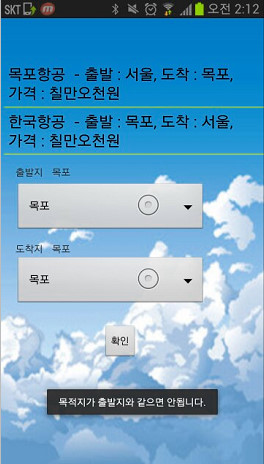 SKT 오전 2:12
목포항공 - 출발 : 서울, 도착 : 목포,
가격 : 칠만오천원
한국항공 - 출발 : 목포, 도착 : 서울,
가격 : 칠만오천원
출발지 목포
목포
도착지 목포
목포
확인
목적지가 출발지와 같으면 안됩니다.